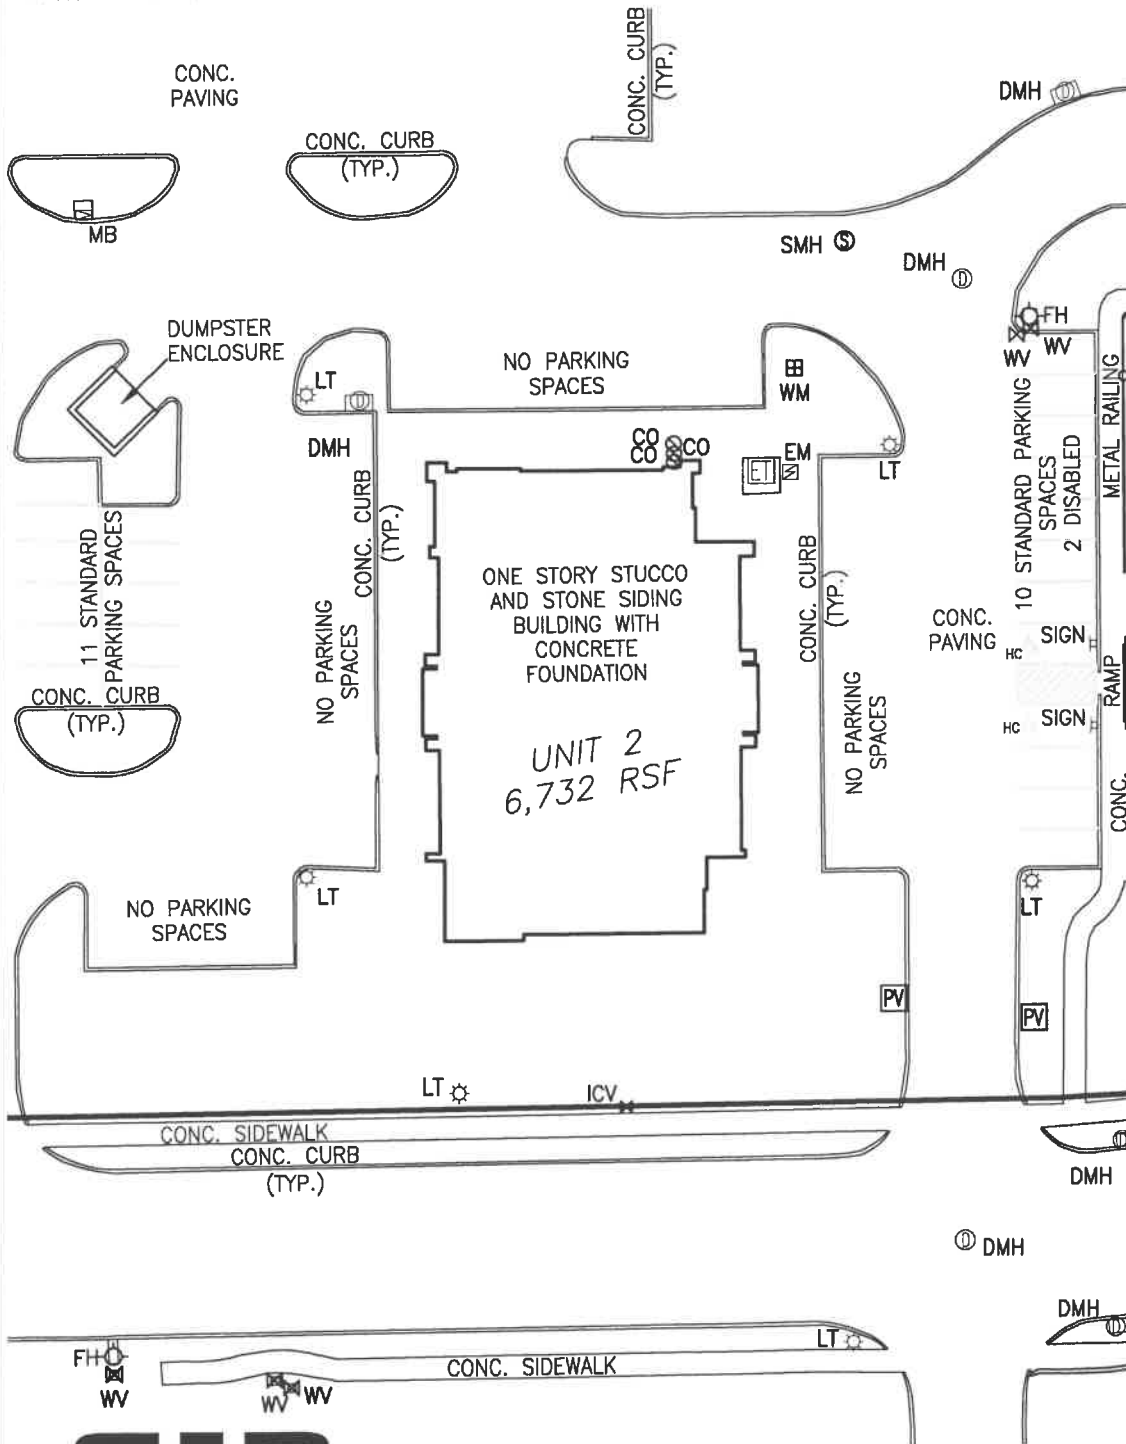 CONC. CURB
(TYP.)
CONC.
PAVING
DMH
CONC. CURB
(TYP.)
MB
SMH S
DMH D
DUMPSTER
ENCLOSURE
FH
WV
WV
LT
D
DMH
NO PARKING
SPACES
WM
CO
CO
CO
EM
ET
LT
10 STANDARD PARKING
SPACES
2 DISABLED
METAL RAILING
CONC. CURB
(TYP.)
11 STANDARD
PARKING SPACES
ONE STORY STUCCO
AND STONE SIDING
BUILDING WITH
CONCRETE
FOUNDATION
UNIT 2
6,732 RSF
CONC. CURB
(TYP.)
CONC.
PAVING
HC
SIGN
HC
SIGN
RAMP
CONC.
NO PARKING
SPACES
NO PARKING
SPACES
CONC. CURB
(TYP.)
LT
NO PARKING
SPACES
LT
PV
PV
LT
ICV
CONC. SIDEWALK
CONC. CURB
(TYP.)
DMH
D DMH
DMH
LT
FH
WV
WV
WV
CONC. SIDEWALK